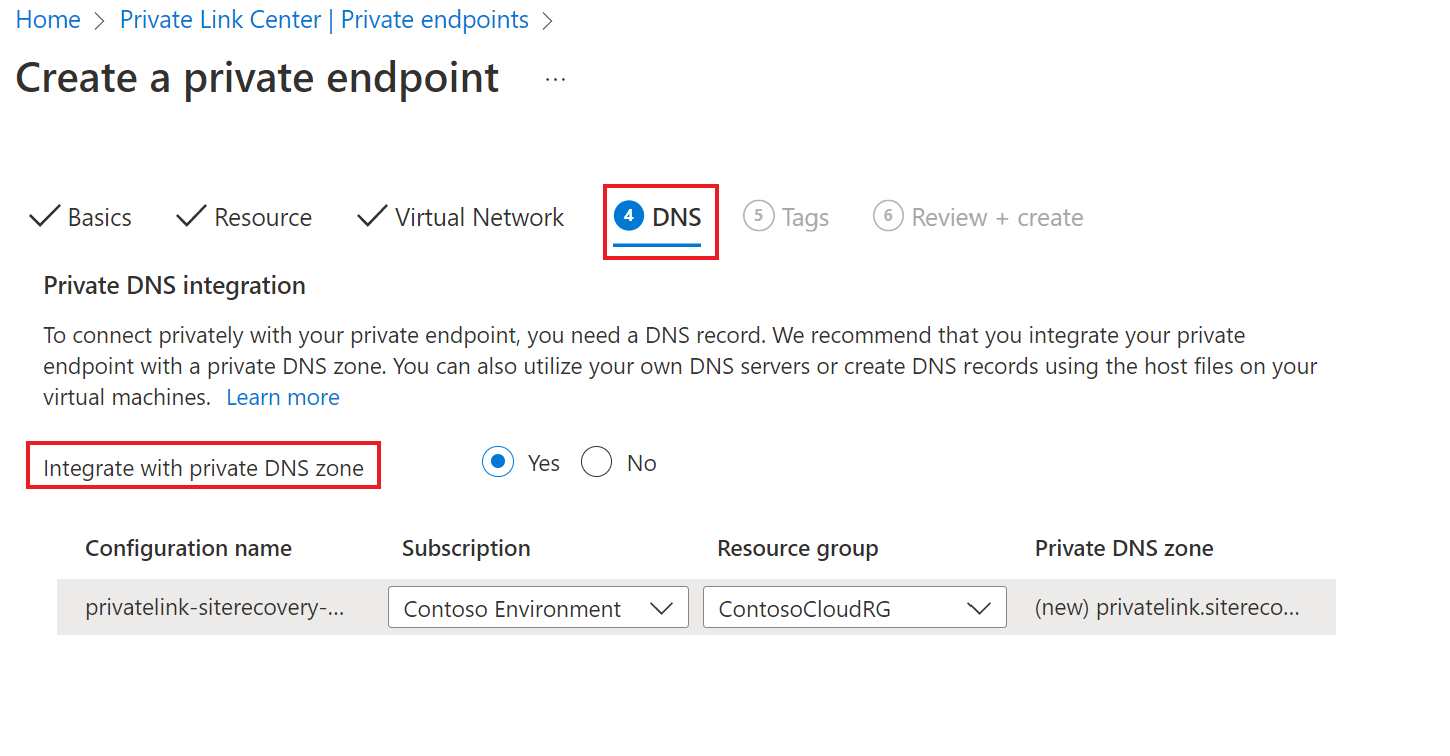 Home > Private Link Center | Private endpoints >
Create a private endpoint ...
Basics Resource Virtual Network 4 DNS 5 Tags 6 Review + create
Private DNS integration
To connect privately with your private endpoint, you need a DNS record. We recommend that you integrate your private
endpoint with a private DNS zone. You can also utilize your own DNS servers or create DNS records using the host files on your
virtual machines. Learn more
Integrate with private DNS zone Yes No
Configuration name Subscription Resource group Private DNS zone
privatelink-siterecovery-... Contoso Environment ContosoCloudRG (new) privatelink.sitereco...